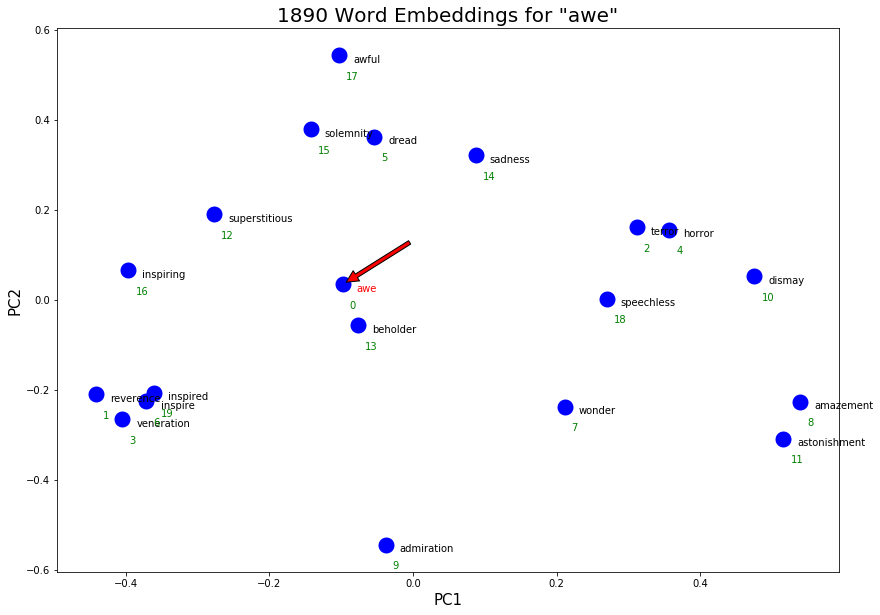 1890 Word Embeddings for "awe"
0.6
awful
17
0.4
solemnity
15
dread
5
sadness
14
0.2
superstitious
12
terror
2
horror
4
inspiring
16
dismay
10
awe
0
PC2
0.0
speechless
18
beholder
13
−0.2
reverence
1
inspired
19
inspire
6
veneration
3
wonder
7
amazement
8
astonishment
11
−0.4
admiration
9
−0.6
−0.4
−0.2
0.0
0.2
0.4
PC1